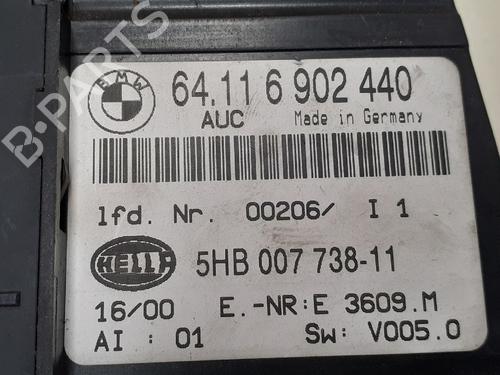 BMW
64.11 6 902 440
AUC Made in Germany
lfd. Nr. 00206/ I 1
HELLA 5HB 007 738-11
16/00 E.-NR:E 3609.M
AI : 01 Sw: V005.0
B-PARTS